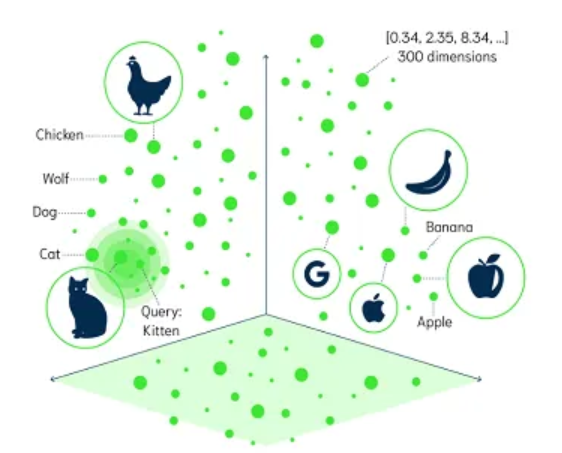 [0.34, 2.35, 8.34, ...]
300 dimensions
Chicken
Wolf
Dog
Cat
Query:
Kitten
Banana
Apple
G